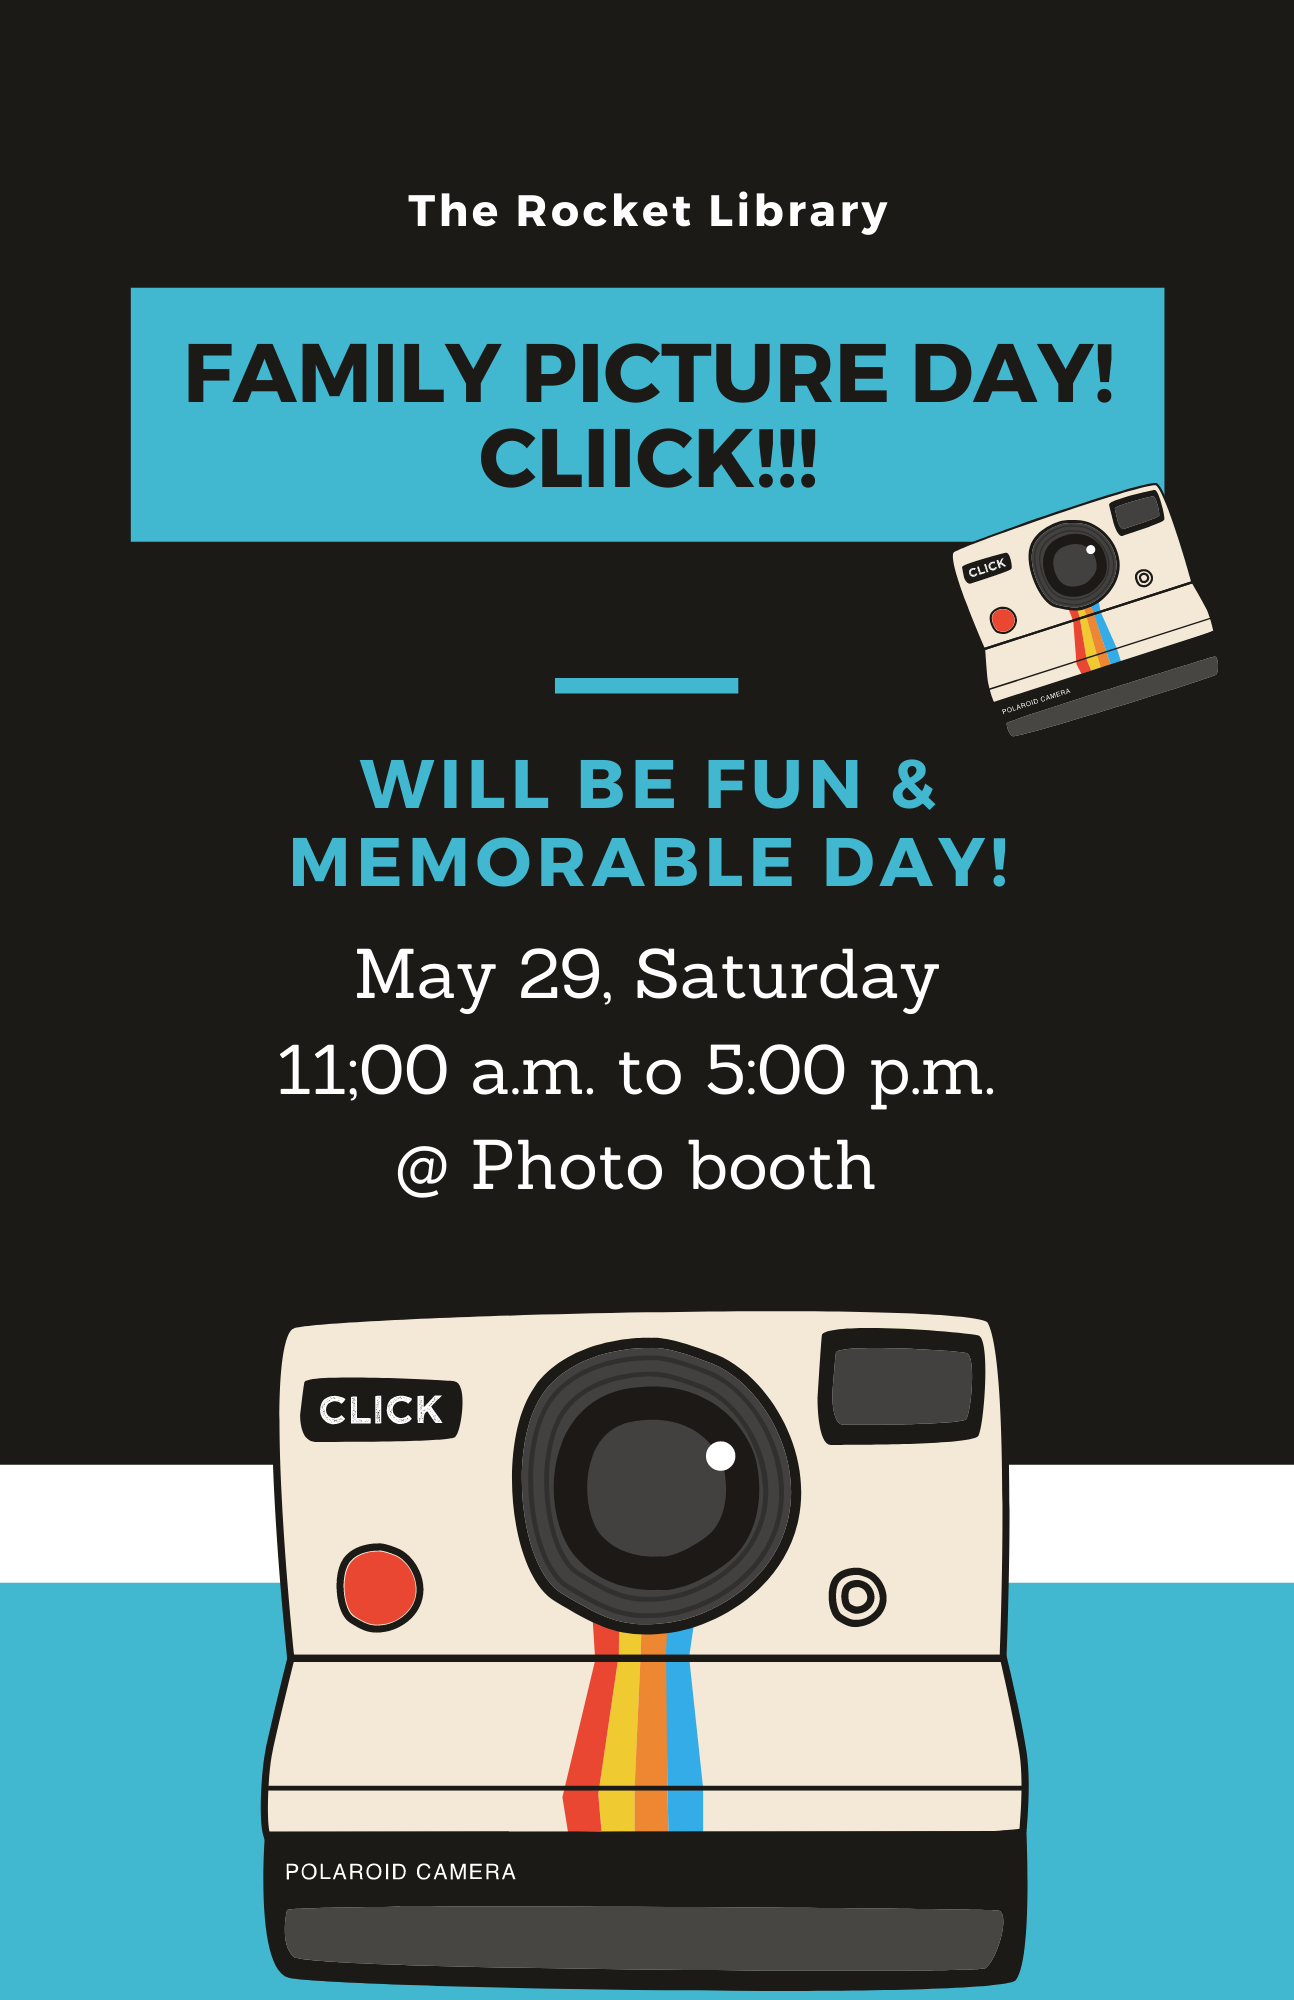 The Rocket Library
FAMILY PICTURE DAY!
CLIICK!!!
CLICK
POLAROID CAMERA
WILL BE FUN &
MEMORABLE DAY!
May 29, Saturday
11;00 a.m. to 5:00 p.m.
@ Photo booth
CLICK
POLAROID CAMERA